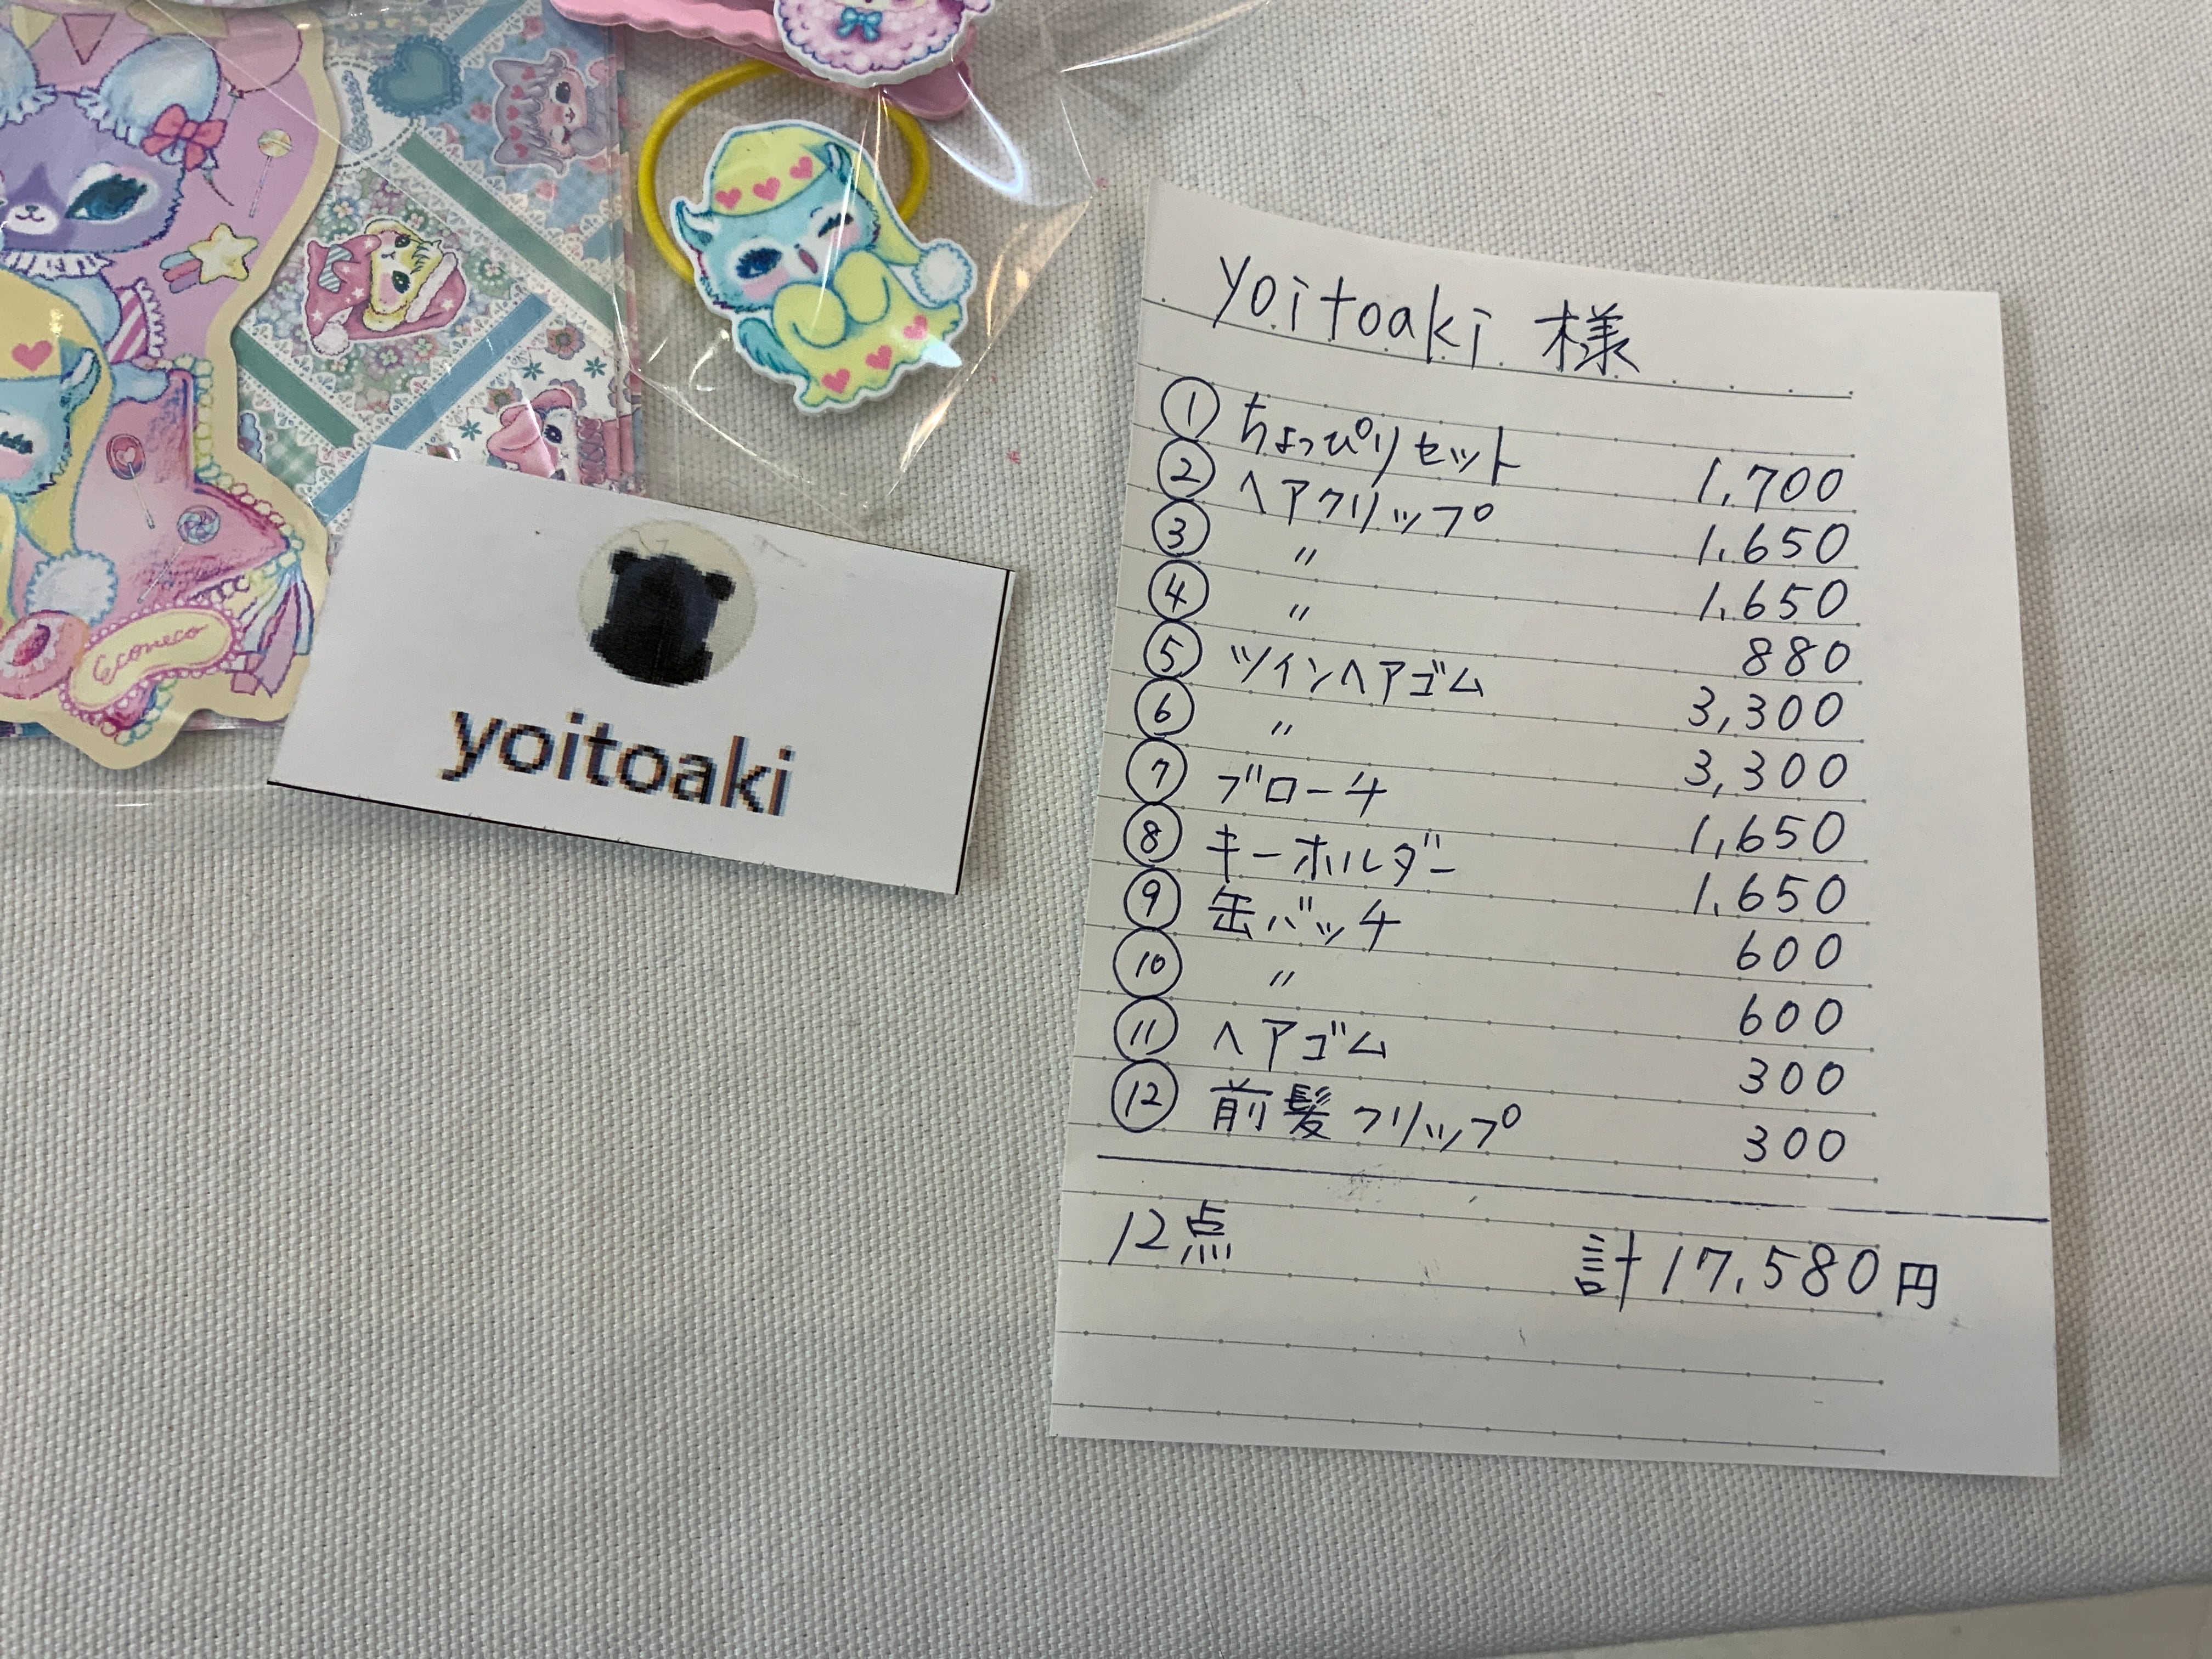 Econeco
yoitoaki
yoitoaki 様
① ちょっぴりセット 1,700
② ヘアクリップ 1.650
③ 〃 1.650
④ 〃 880
⑤ ツインヘアゴム 3,300
⑥ 〃 3,300
⑦ ブローチ 1,650
⑧ キーホルダー 1.650
⑨ 缶バッチ 600
⑩ 〃 600
⑪ ヘアゴム 300
⑫ 前髪クリップ 300
12点 計17,580円